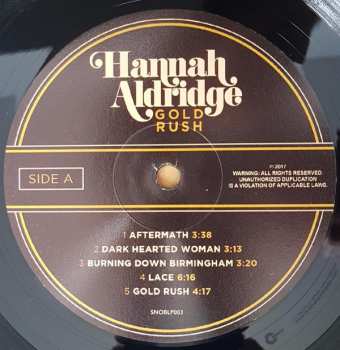 Hannah
Aldridge
GOLD
RUSH
SIDE A
℗ 2017
WARNING: ALL RIGHTS RESERVED.
UNAUTHORIZED DUPLICATION
IS A VIOLATION OF APPLICABLE LAWS.
1 AFTERMATH 3:38
2 DARK HEARTED WOMAN 3:13
3 BURNING DOWN BIRMINGHAM 3:20
4 LACE 6:16
5 GOLD RUSH 4:17
SNOBLP003